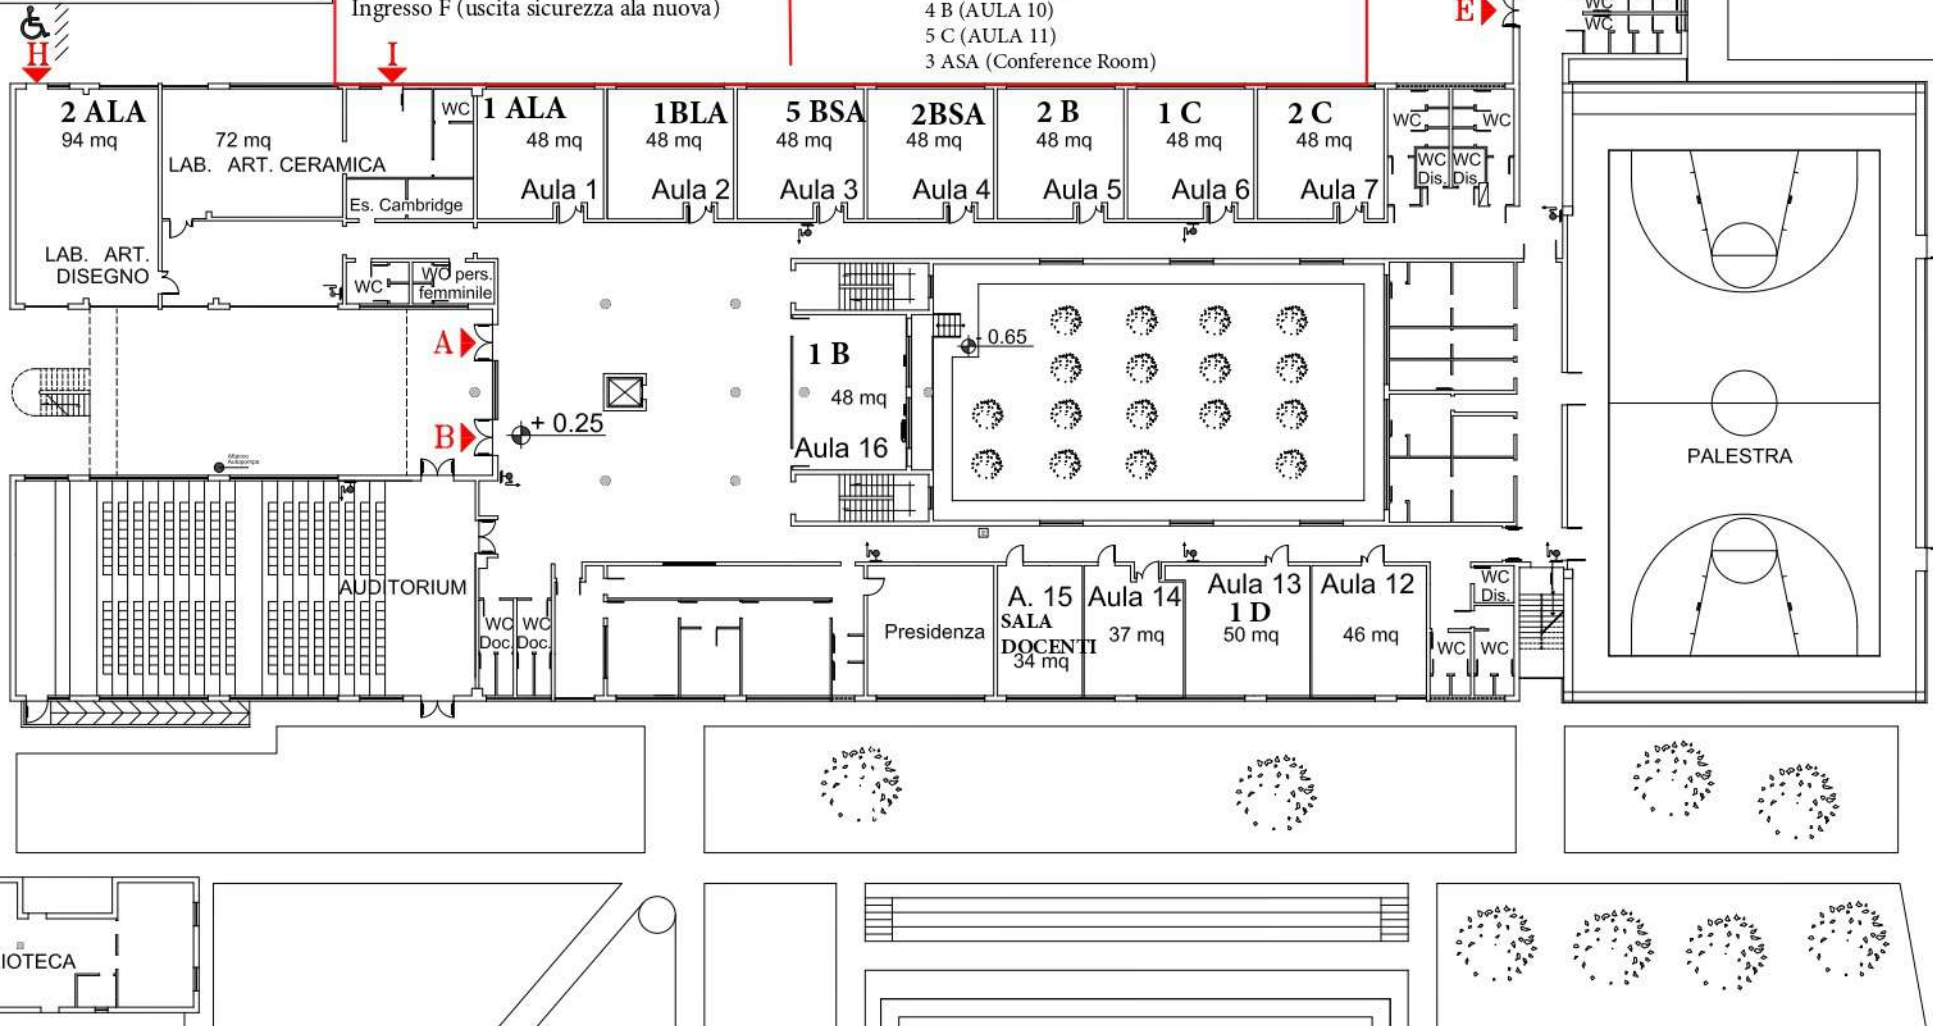 Ingresso F (uscita sicurezza ala nuova)
4 B (AULA 10)
5 C (AULA 11)
3 ASA (Conference Room)
E
WC
WC
H
I
2 ALA
94 mq
LAB. ART.
DISEGNO
72 mq
LAB. ART. CERAMICA
WC
Es. Cambridge
1 ALA
48 mq
Aula 1
1BLA
48 mq
Aula 2
5 BSA
48 mq
Aula 3
2BSA
48 mq
Aula 4
2 B
48 mq
Aula 5
1 C
48 mq
Aula 6
2 C
48 mq
Aula 7
WC
WC
WC
Dis.
WC
Dis.
WC
WC pers.
femminile
A
B
+ 0.25
1 B
48 mq
Aula 16
- 0.65
PALESTRA
AUDITORIUM
WC
Doc.
WC
Doc.
Presidenza
A. 15
SALA
DOCENTI
34 mq
Aula 14
37 mq
Aula 13
1 D
50 mq
Aula 12
46 mq
WC
Dis.
WC
WC
IOTECA